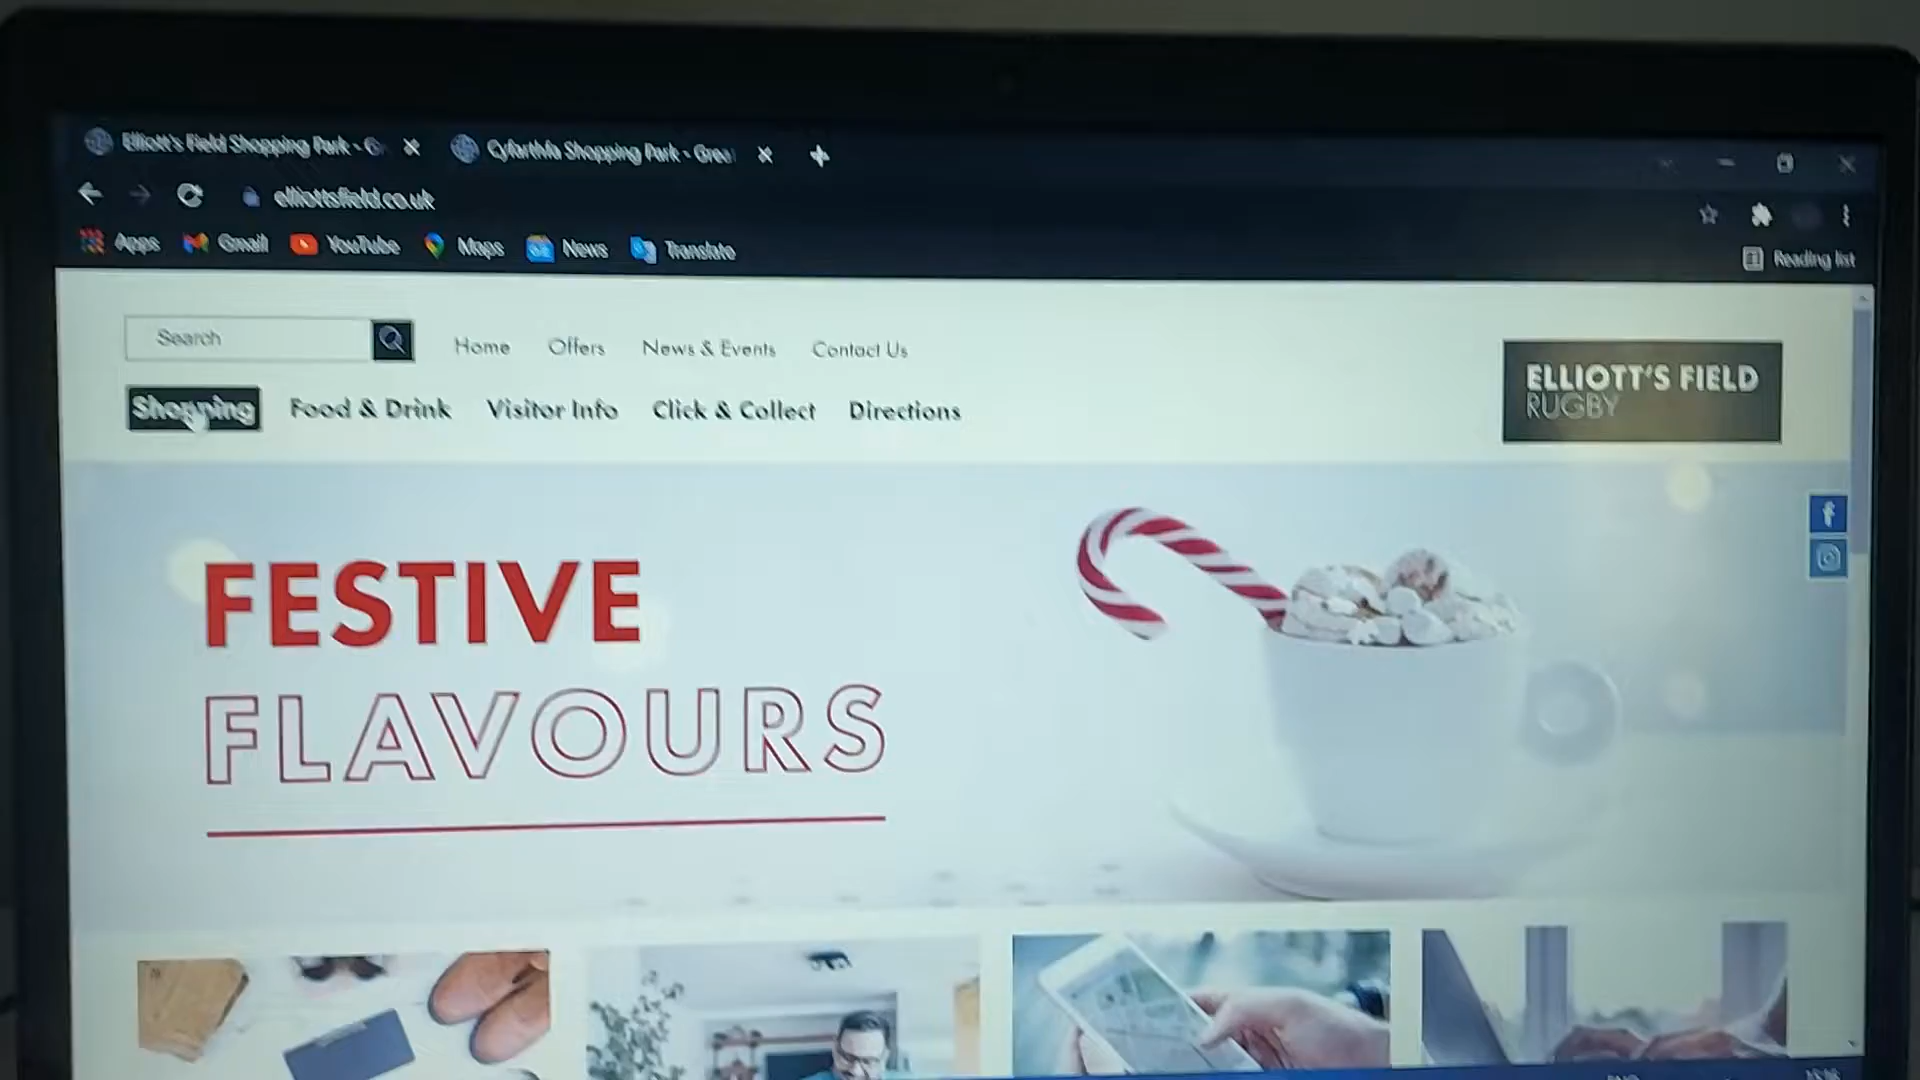 Elliott's Field Shopping Park - G
Cyfarthfa Shopping Park - Great
elliottsfield.co.uk
Apps Gmail YouTube Maps News Translate
Reading list
Search Home Offers News & Events Contact Us
Shopping Food & Drink Visitor Info Click & Collect Directions
ELLIOTT'S FIELD
RUGBY
FESTIVE
FLAVOURS